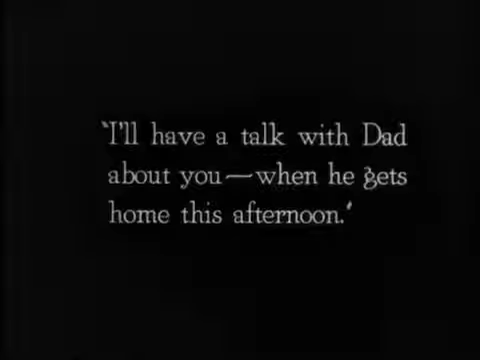 "I'll have a talk with Dad
about you—when he gets
home this afternoon."